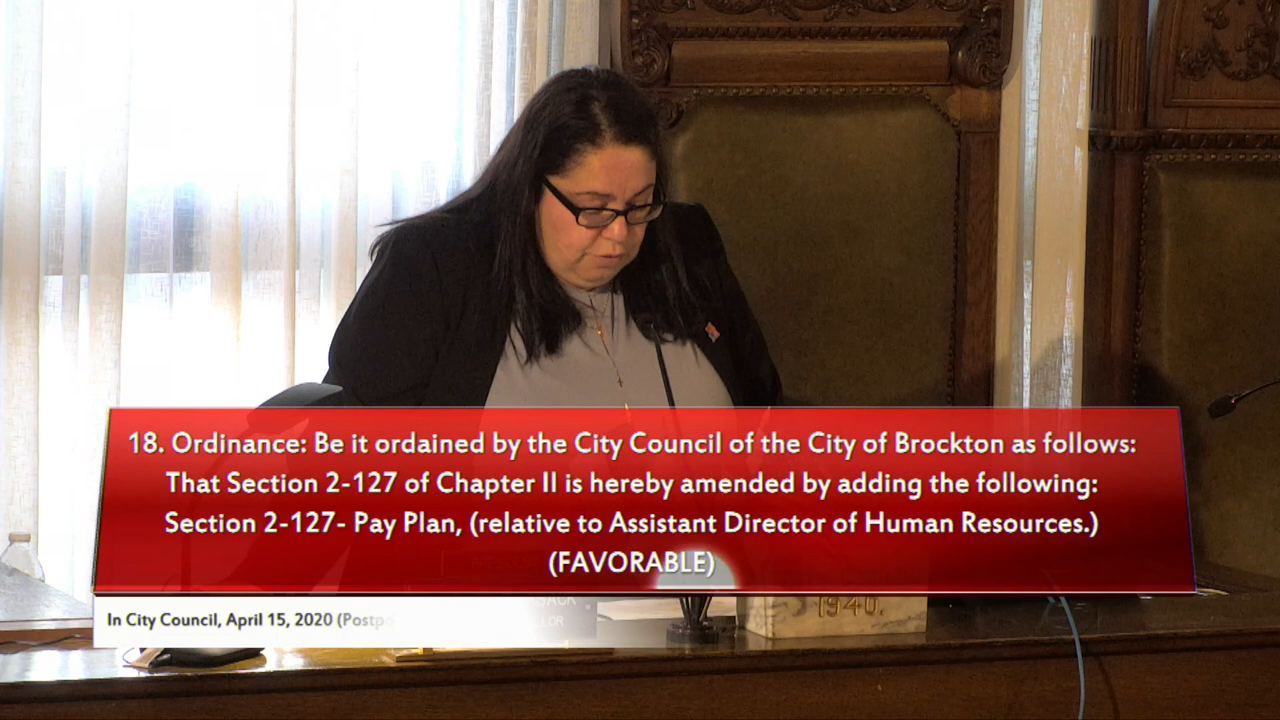 18. Ordinance: Be it ordained by the City Council of the City of Brockton as follows:
That Section 2-127 of Chapter II is hereby amended by adding the following:
Section 2-127- Pay Plan, (relative to Assistant Director of Human Resources.)
(FAVORABLE)
In City Council, April 15, 2020 (Postpo
1940.